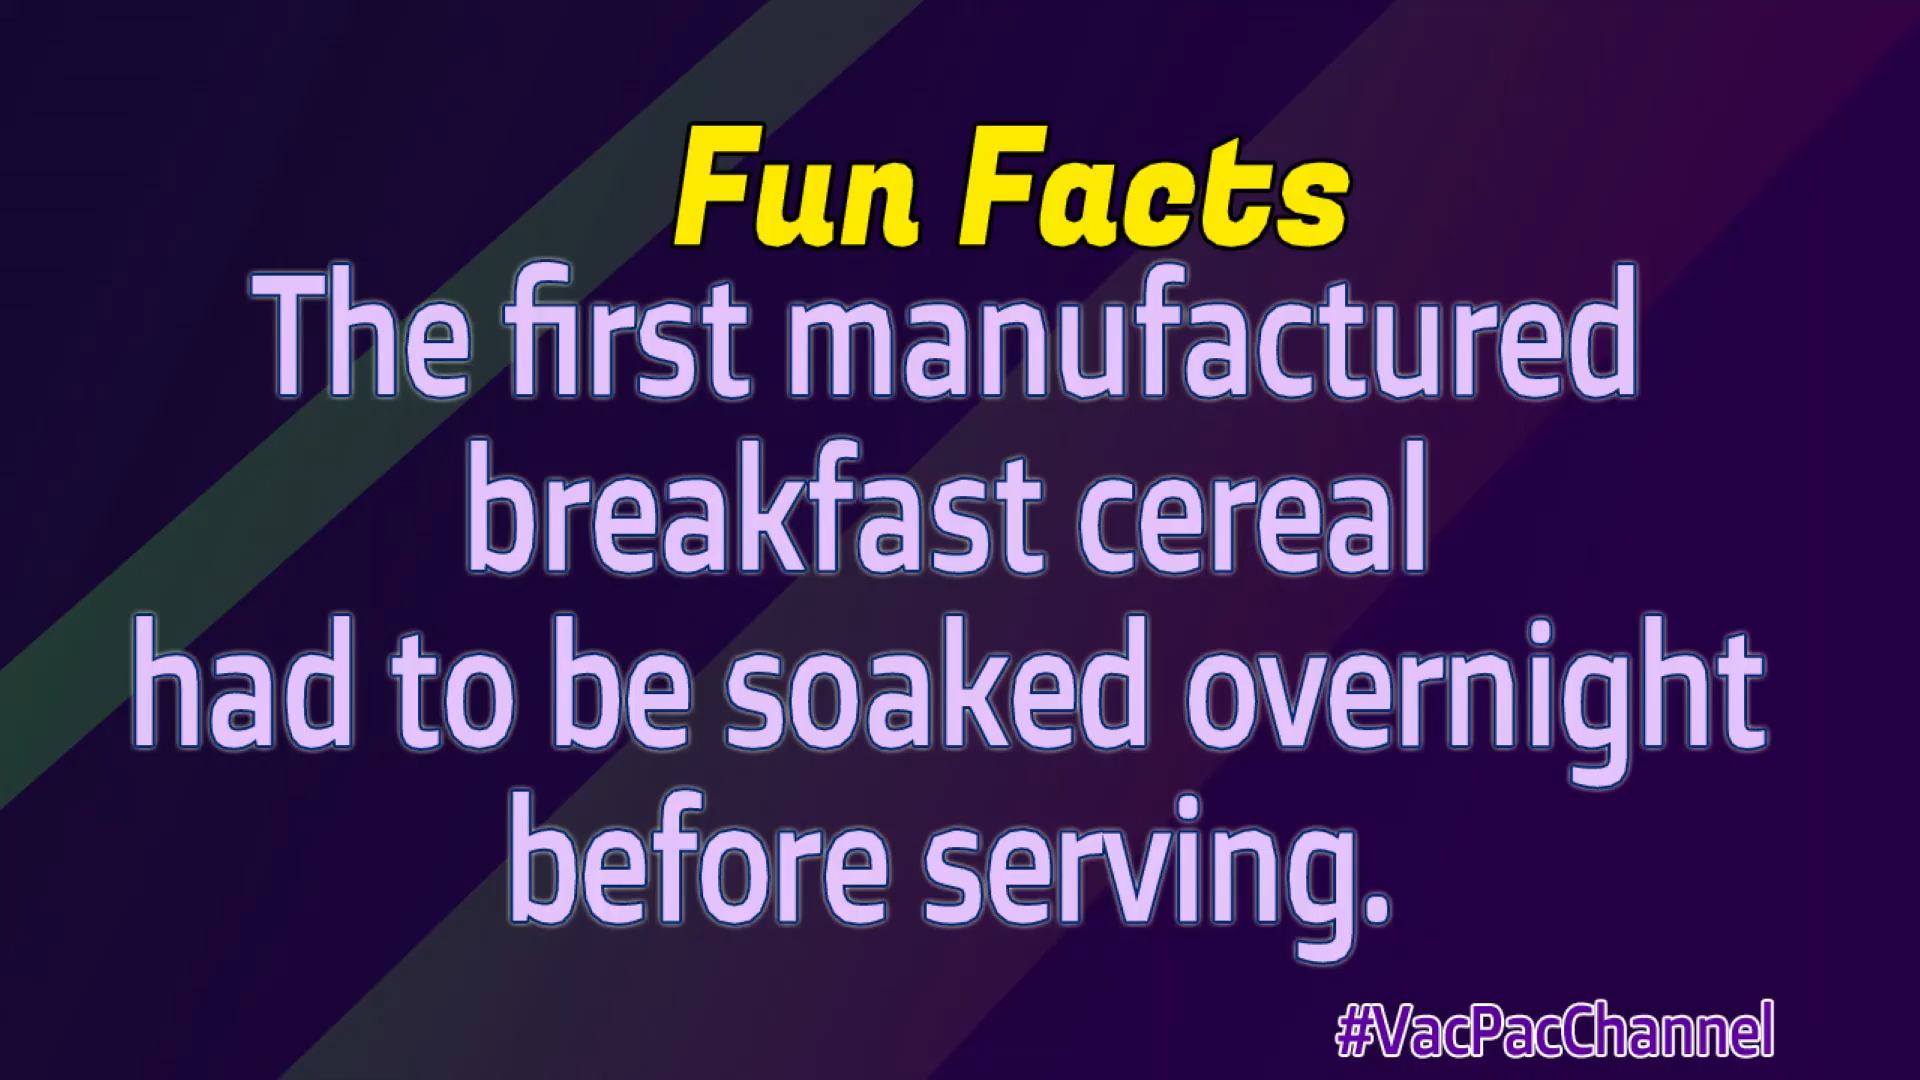 Fun Facts
The first manufactured
breakfast cereal
had to be soaked overnight
before serving.
#VacPacChannel